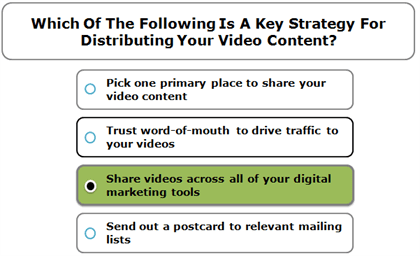 Which Of The Following Is A Key Strategy For
Distributing Your Video Content?
Pick one primary place to share your
video content
Trust word-of-mouth to drive traffic to
your videos
Share videos across all of your digital
marketing tools
Send out a postcard to relevant mailing
lists